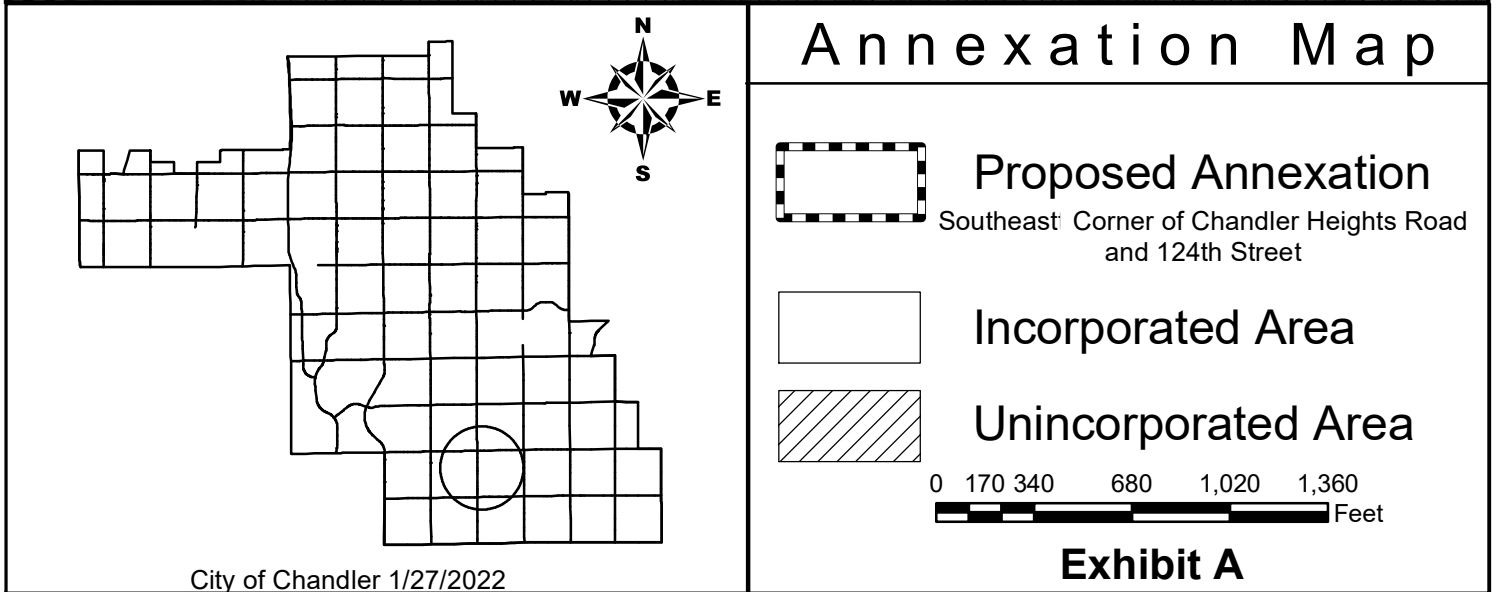 N
W E
S
City of Chandler 1/27/2022
Annexation Map
Proposed Annexation
Southeast Corner of Chandler Heights Road
and 124th Street
Incorporated Area
Unincorporated Area
0 170 340 680 1,020 1,360
Feet
Exhibit A